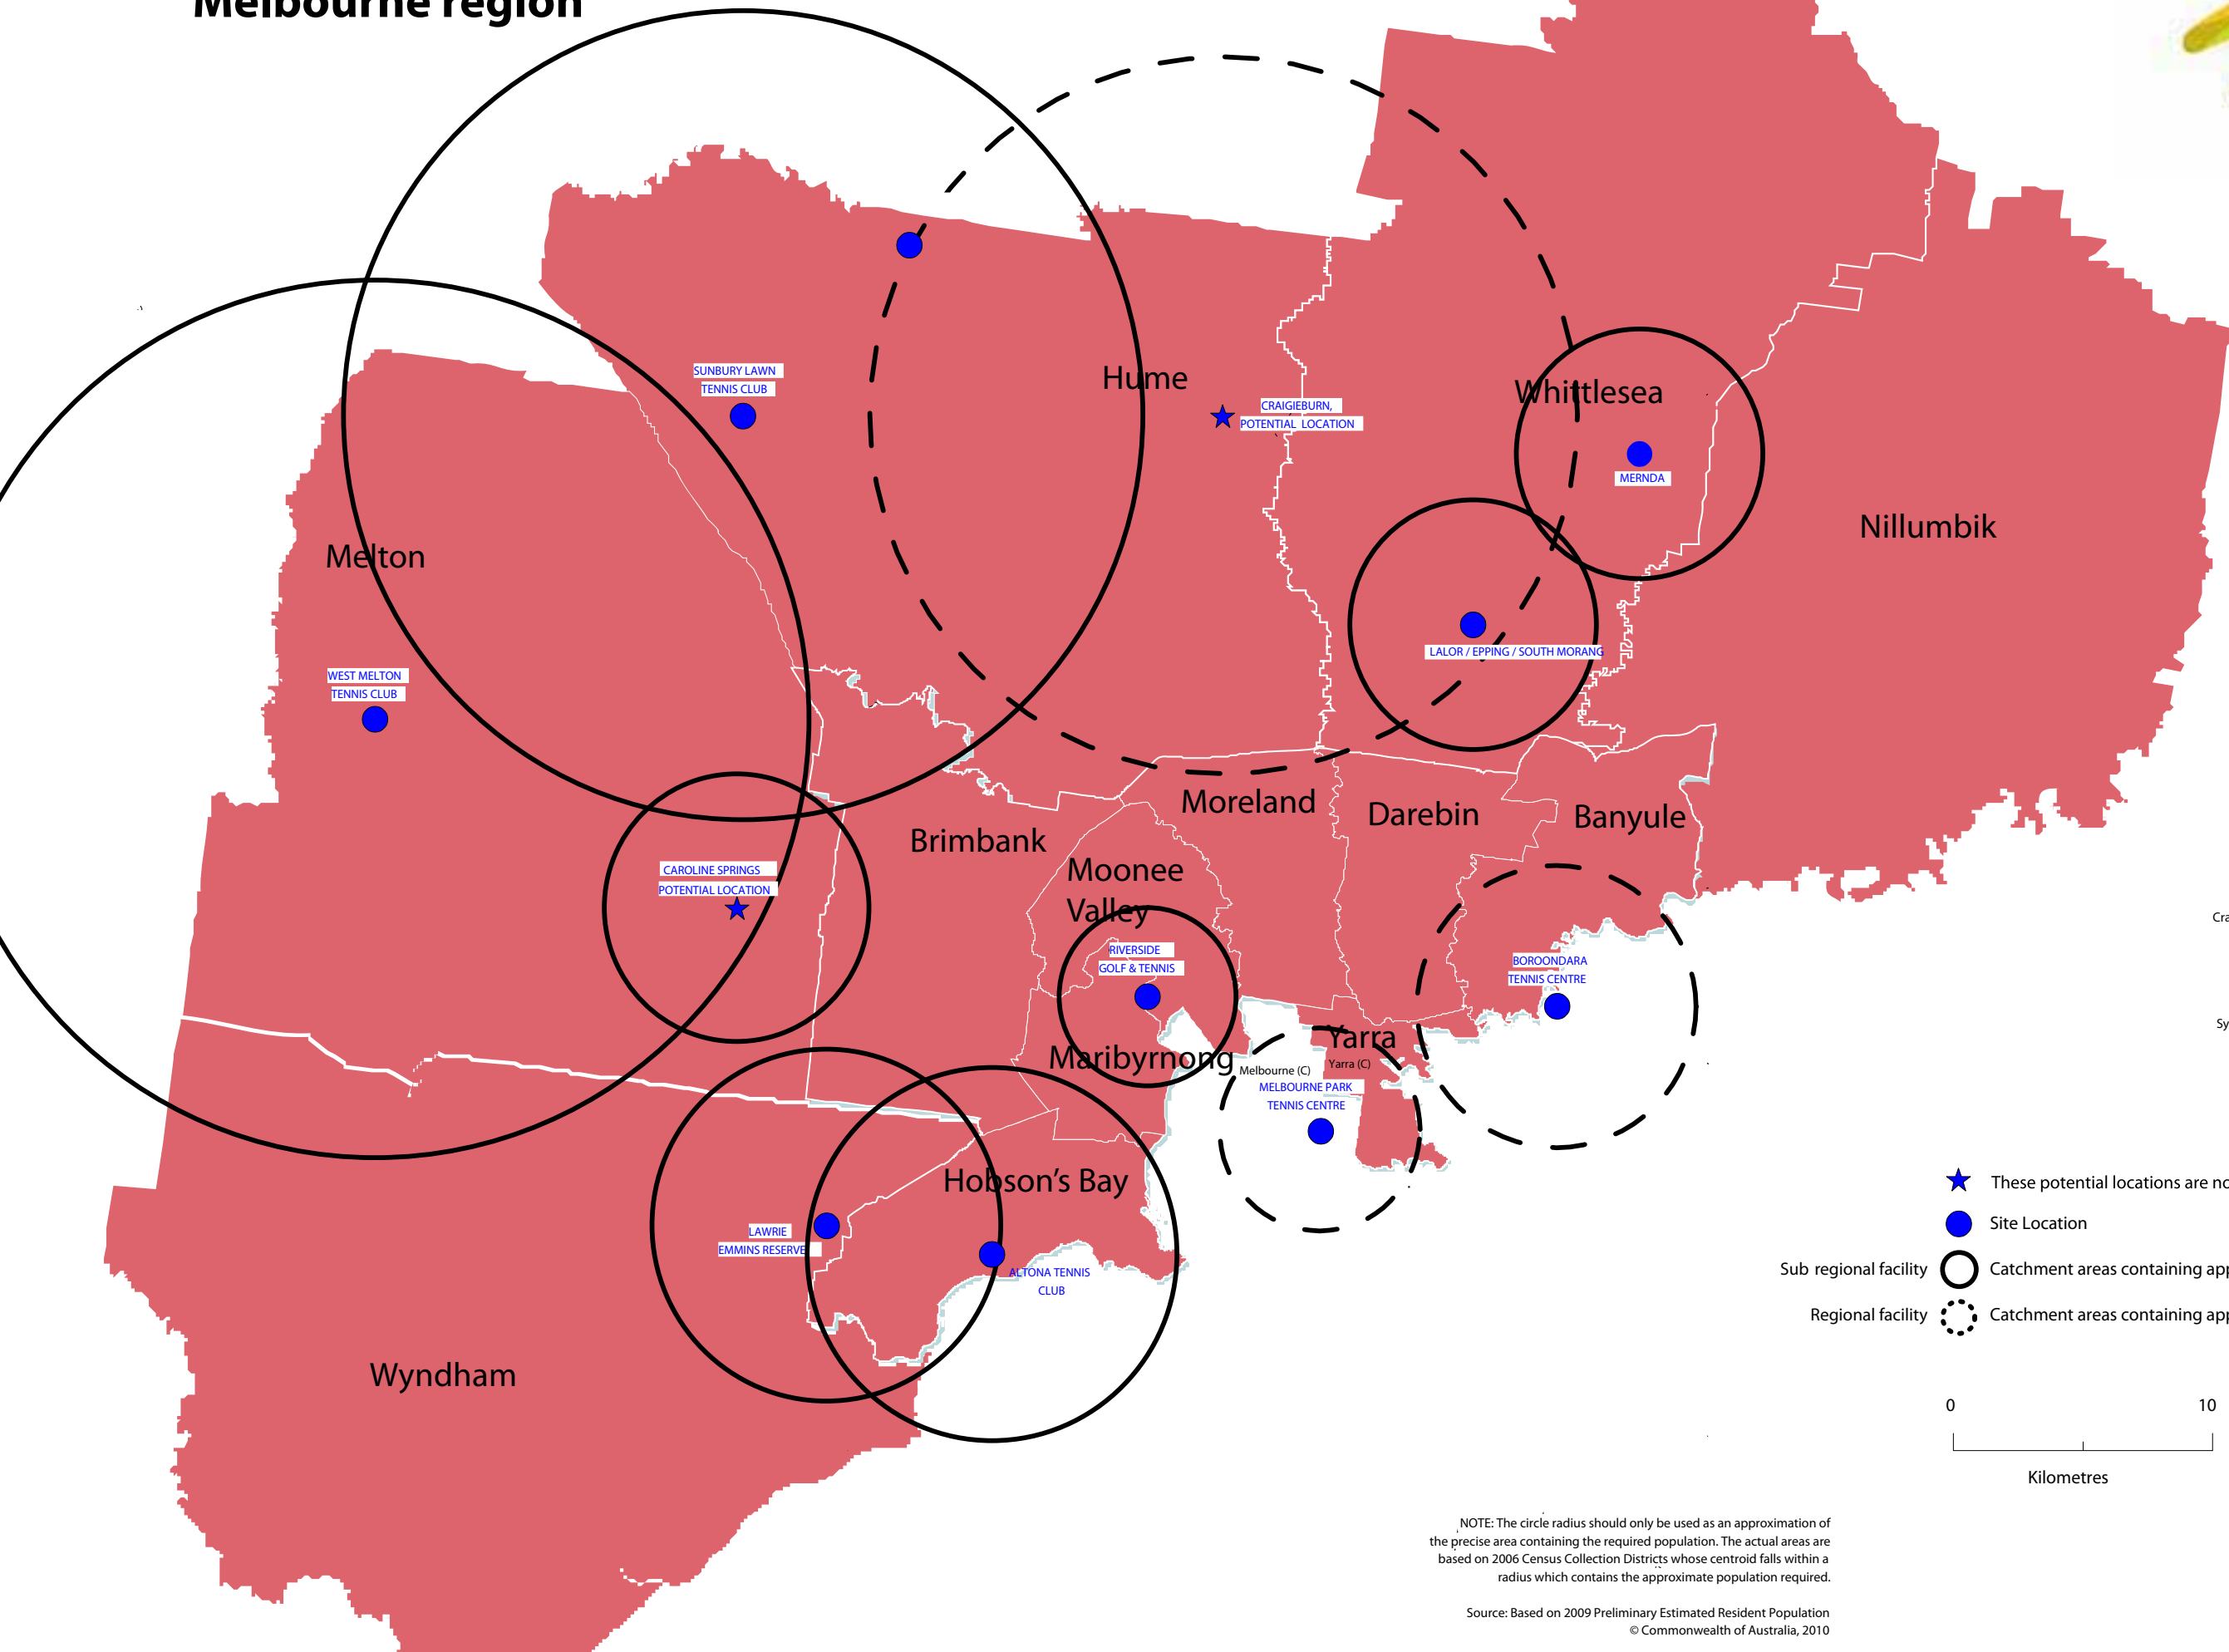 Melbourne region
SUNBURY LAWN
TENNIS CLUB
Hume
CRAIGIEBURN,
POTENTIAL LOCATION
Whittlesea
MERNDA
Nillumbik
Melton
WEST MELTON
TENNIS CLUB
LALOR / EPPING / SOUTH MORANG
Moreland
Darebin
Banyule
Brimbank
Moonee
Valley
CAROLINE SPRINGS
POTENTIAL LOCATION
RIVERSIDE
GOLF & TENNIS
BOROONDARA
TENNIS CENTRE
Cra
Sy
Yarra
Yarra (C)
Maribyrnong
Melbourne (C)
MELBOURNE PARK
TENNIS CENTRE
Hobson's Bay
LAWRIE
EMMINS RESERVE
ALTONA TENNIS
CLUB
Wyndham
These potential locations are no
Site Location
Sub regional facility Catchment areas containing app
Regional facility Catchment areas containing app
0 10
Kilometres
NOTE: The circle radius should only be used as an approximation of
the precise area containing the required population. The actual areas are
based on 2006 Census Collection Districts whose centroid falls within a
radius which contains the approximate population required.
Source: Based on 2009 Preliminary Estimated Resident Population
© Commonwealth of Australia, 2010